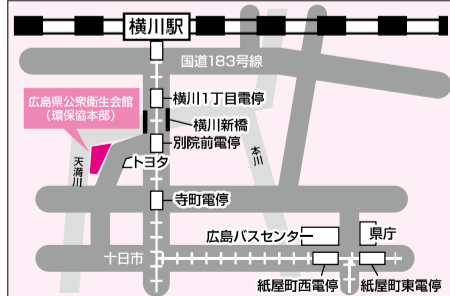 横川駅
国道183号線
広島県公衆衛生会館
(環保協本部)
横川1丁目電停
横川新橋
別院前電停
本川
天満川
トヨタ
寺町電停
広島バスセンター
県庁
十日市
紙屋町西電停
紙屋町東電停